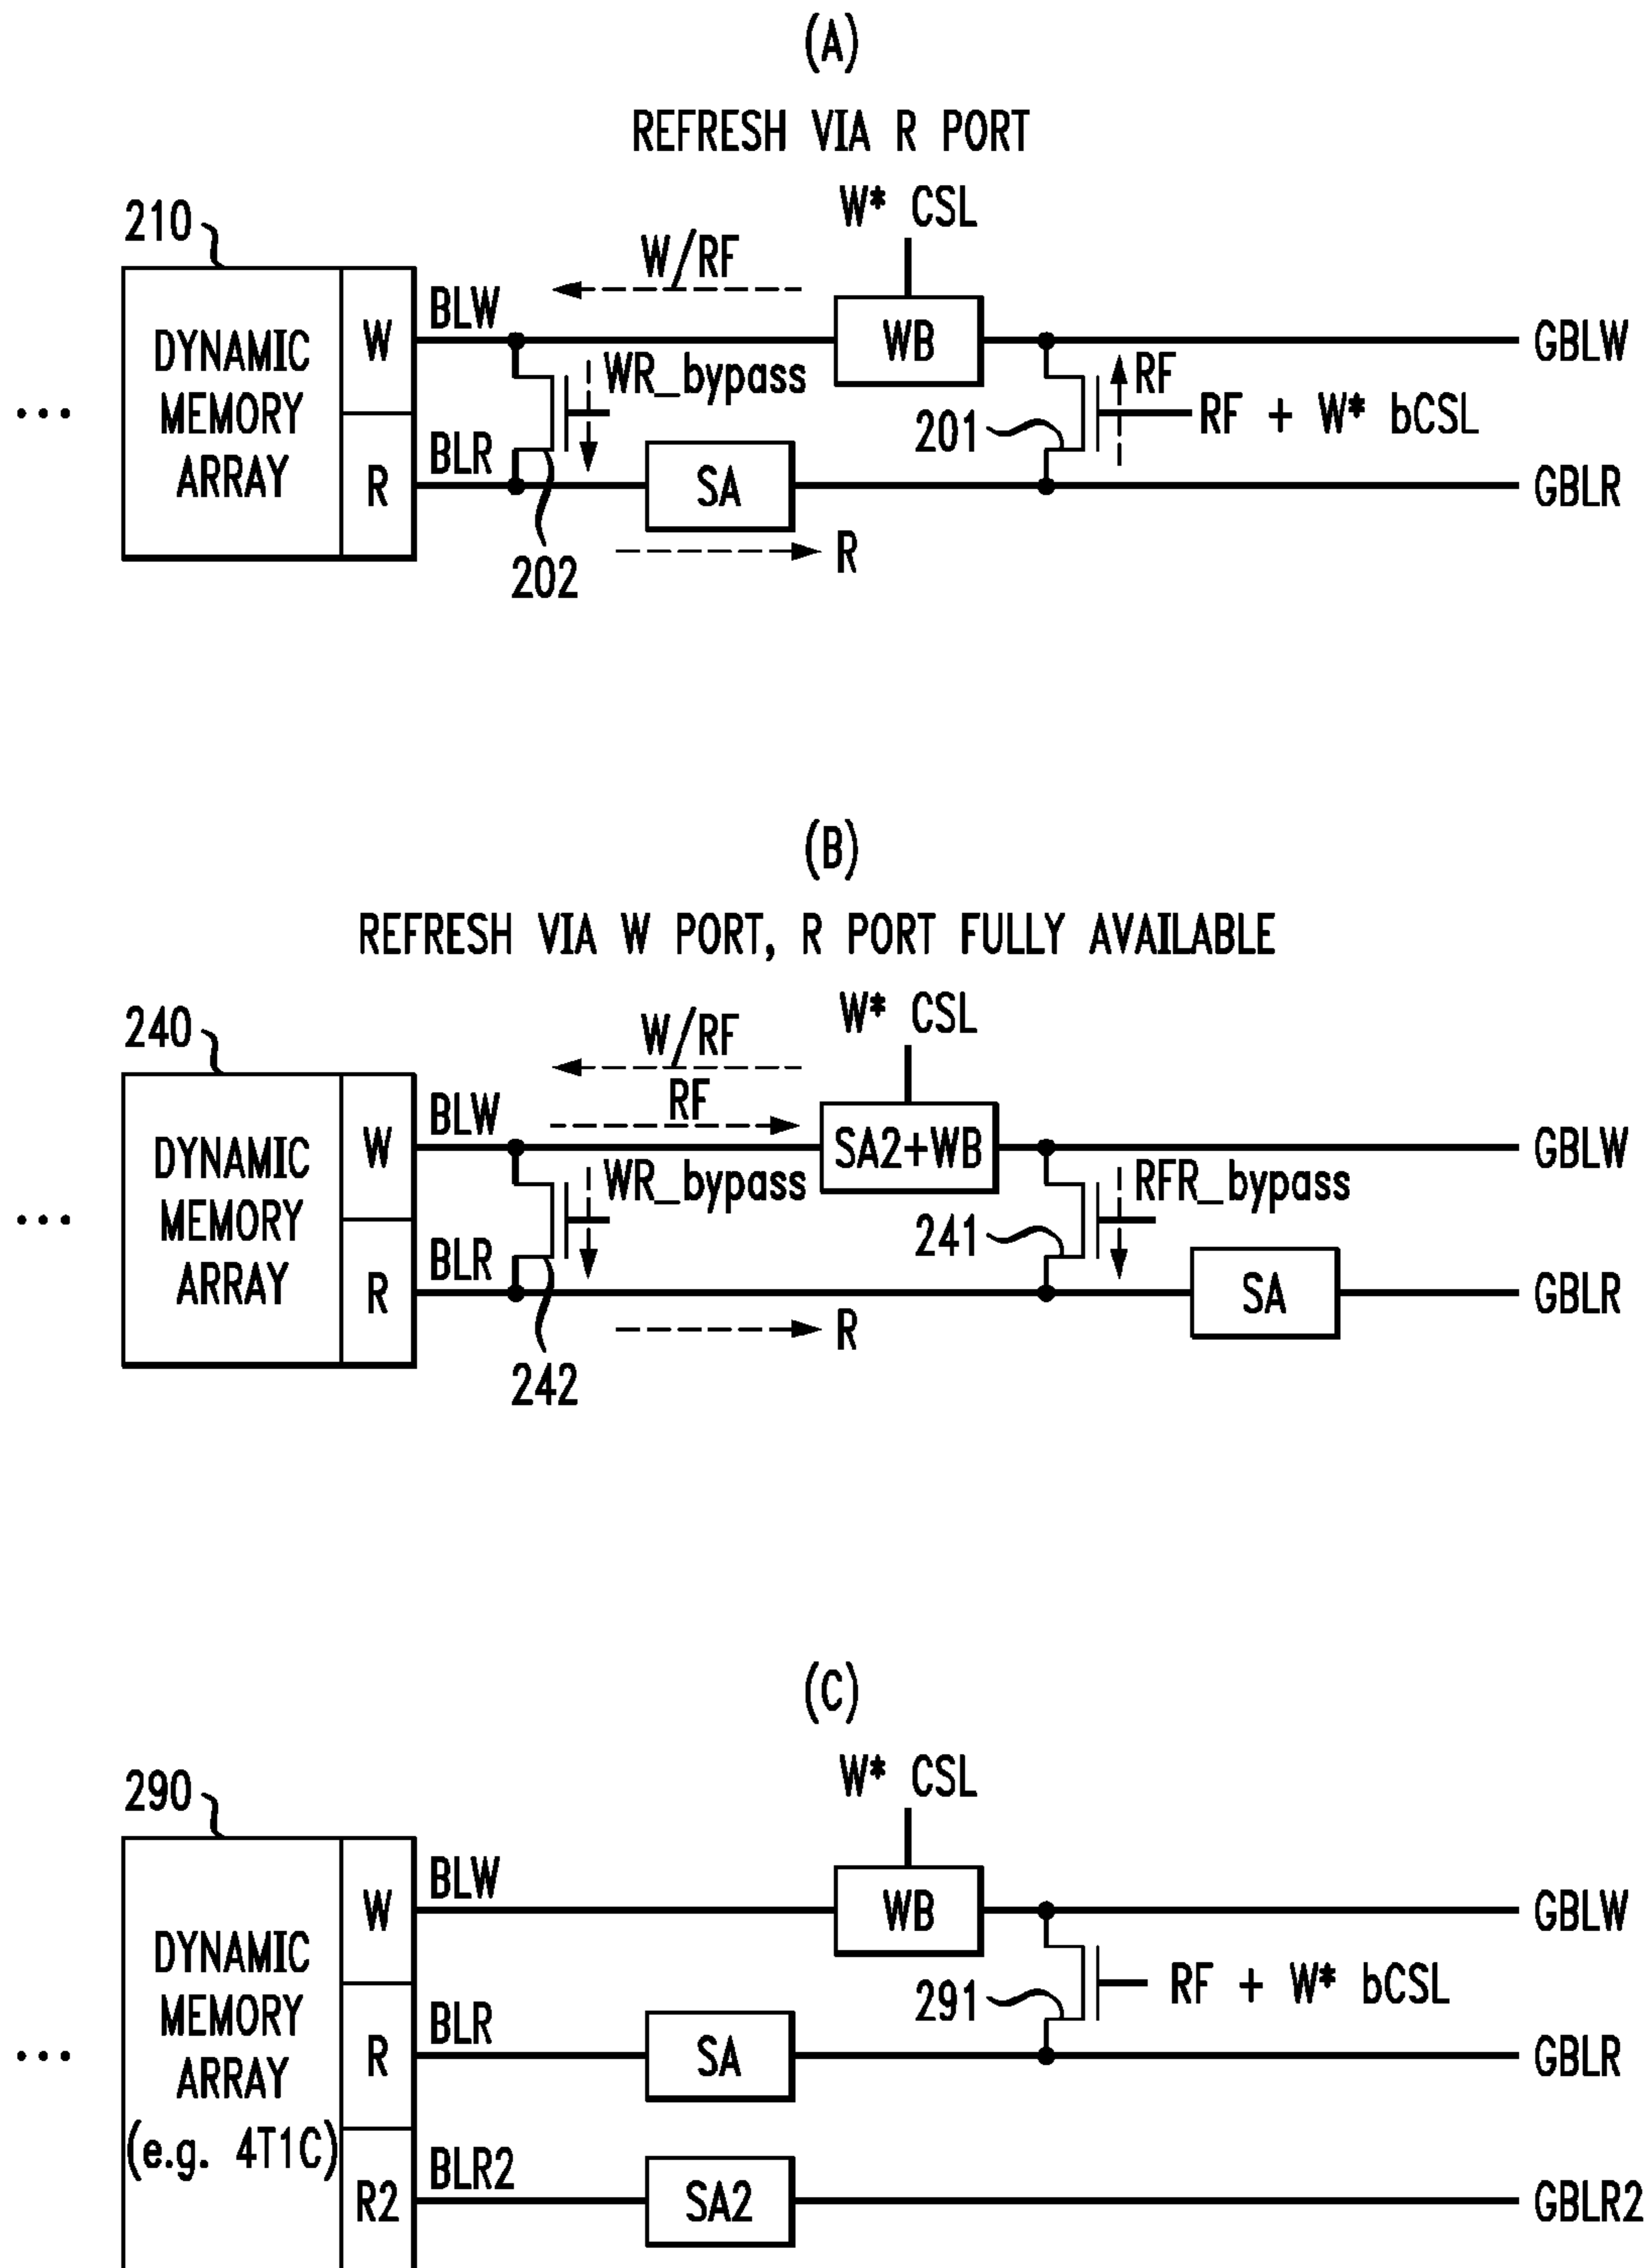 (A)
REFRESH VIA R PORT
W* CSL
210
W/RF
DYNAMIC
MEMORY
ARRAY
W
R
BLW
WB
GBLW
WR_bypass
RF
RF + W* bCSL
201
BLR
SA
GBLR
R
202
...
(B)
REFRESH VIA W PORT, R PORT FULLY AVAILABLE
W* CSL
240
W/RF
RF
DYNAMIC
MEMORY
ARRAY
W
R
BLW
SA2+WB
GBLW
WR_bypass
RFR_bypass
241
BLR
SA
GBLR
R
242
...
(C)
W* CSL
290
DYNAMIC
MEMORY
ARRAY
(e.g. 4T1C)
W
R
R2
BLW
WB
GBLW
RF + W* bCSL
291
BLR
SA
GBLR
BLR2
SA2
GBLR2
...